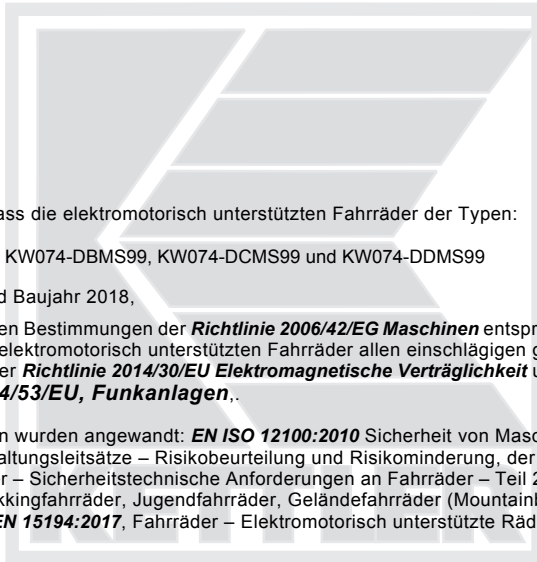 ass die elektromotorisch unterstützten Fahrräder der Typen:
KW074-DBMS99, KW074-DCMS99 und KW074-DDMS99
d Baujahr 2018,
en Bestimmungen der Richtlinie 2006/42/EG Maschinen entspr
elektromotorisch unterstützten Fahrräder allen einschlägigen g
er Richtlinie 2014/30/EU Elektromagnetische Verträglichkeit u
4/53/EU, Funkanlagen,.
n wurden angewandt: EN ISO 12100:2010 Sicherheit von Masc
altungsleitsätze – Risikobeurteilung und Risikominderung, der
r – Sicherheitstechnische Anforderungen an Fahrräder – Teil 2
kkingfahrräder, Jugendfahrräder, Geländefahrräder (Mountainb
EN 15194:2017, Fahrräder – Elektromotorisch unterstützte Räd
KETTLER